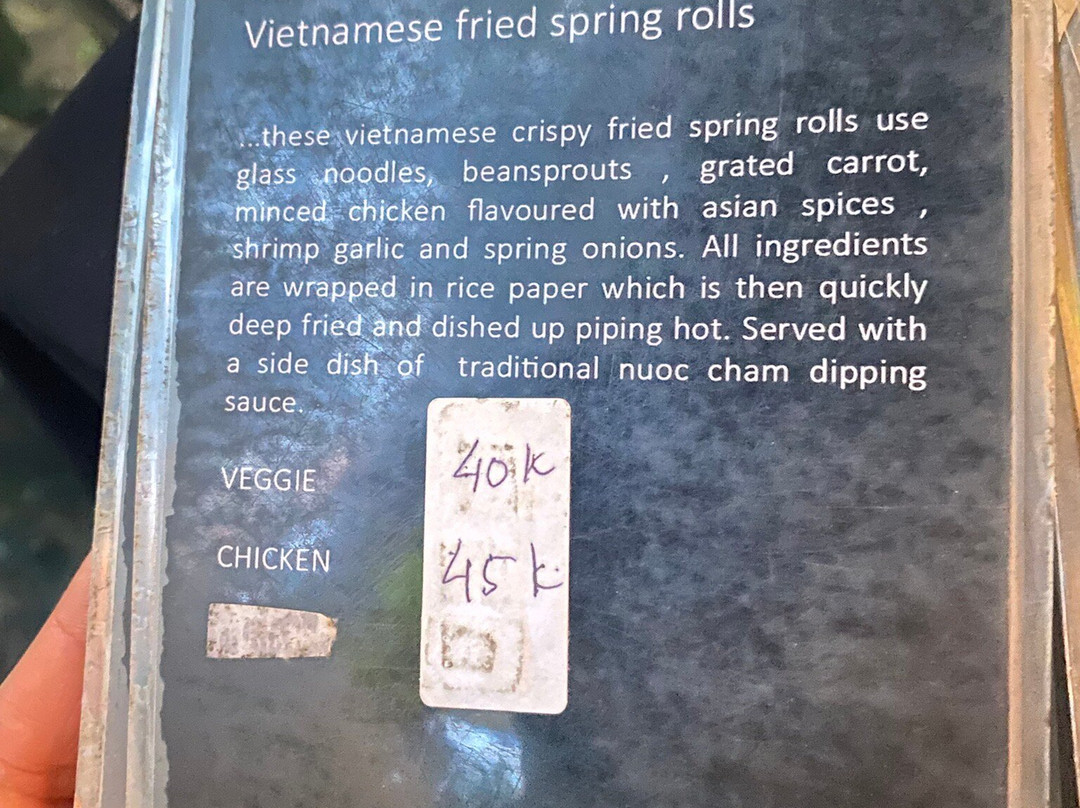 Vietnamese fried spring rolls
...these vietnamese crispy fried spring rolls use
glass noodles, beansprouts , grated carrot,
minced chicken flavoured with asian spices ,
shrimp garlic and spring onions. All ingredients
are wrapped in rice paper which is then quickly
deep fried and dished up piping hot. Served with
a side dish of traditional nuoc cham dipping
sauce.
VEGGIE 40k
CHICKEN 45k